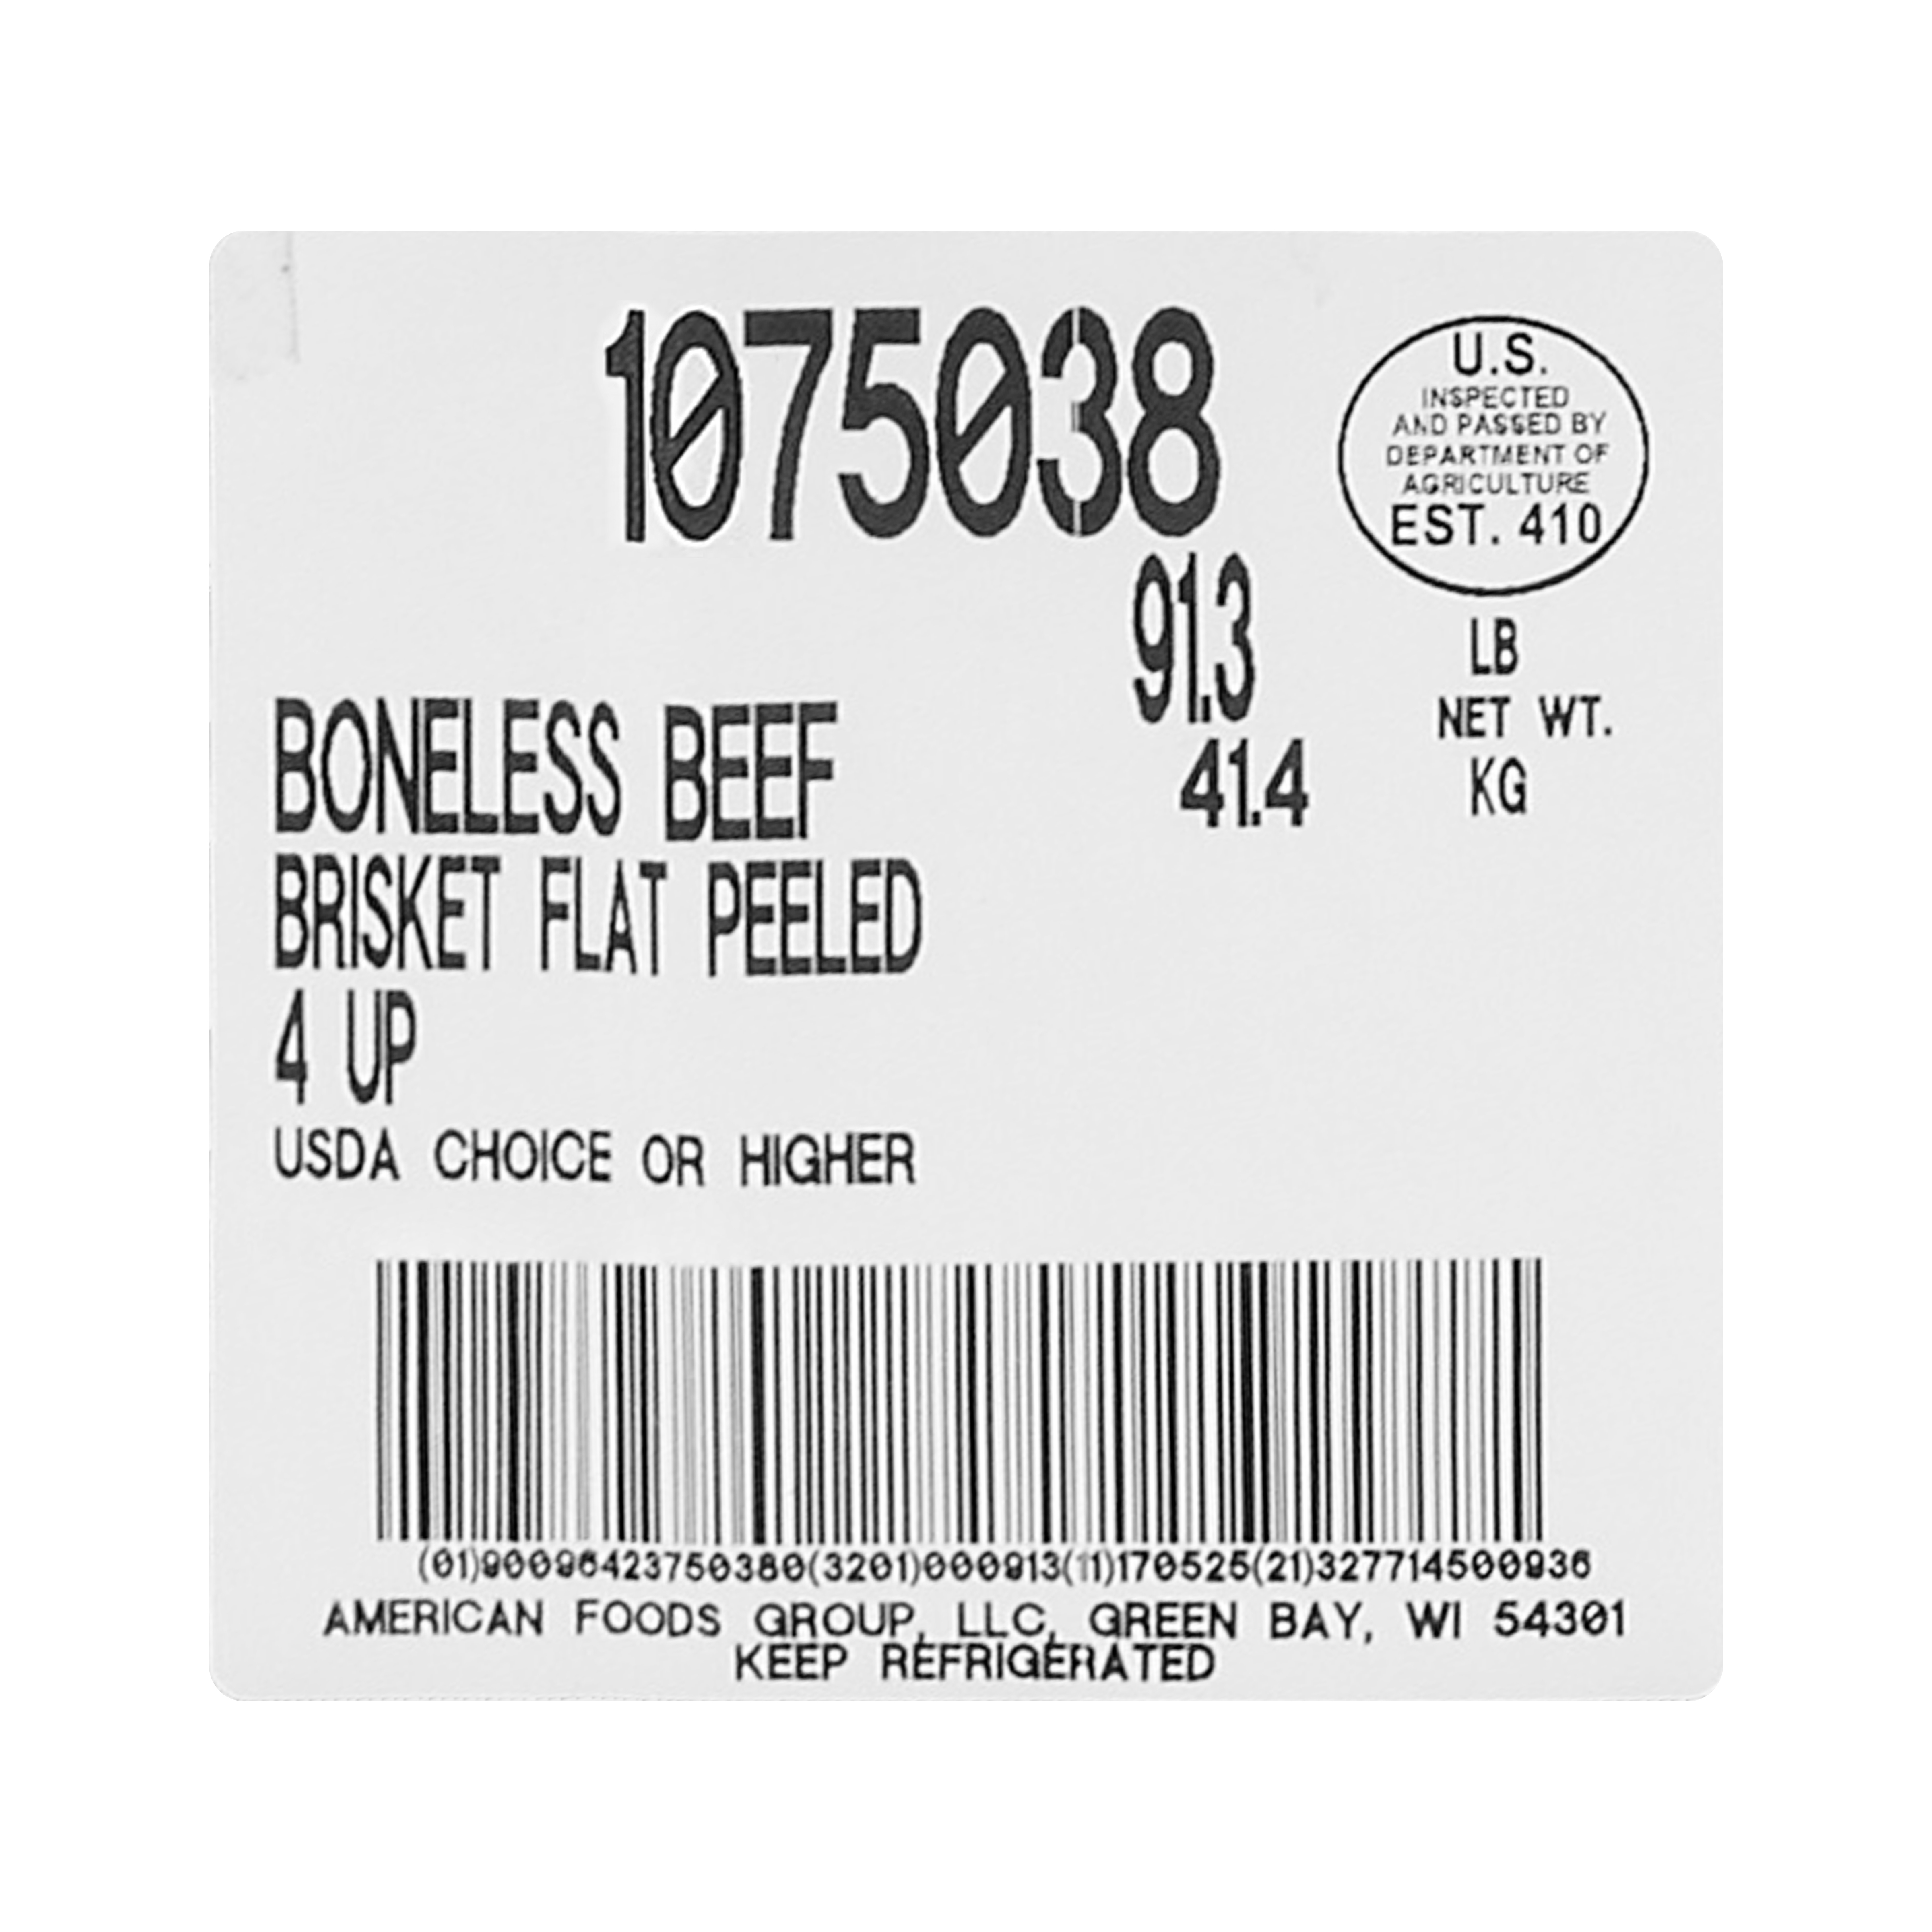 1075038
U.S.
INSPECTED
AND PASSED BY
DEPARTMENT OF
AGRICULTURE
EST. 410
91.3
LB
NET WT.
41.4
KG
BONELESS BEEF
BRISKET FLAT PEELED
4 UP
USDA CHOICE OR HIGHER
(01)90096423750380(3201)000913(11)170525(21)327714500936
AMERICAN FOODS GROUP, LLC, GREEN BAY, WI 54301
KEEP REFRIGERATED